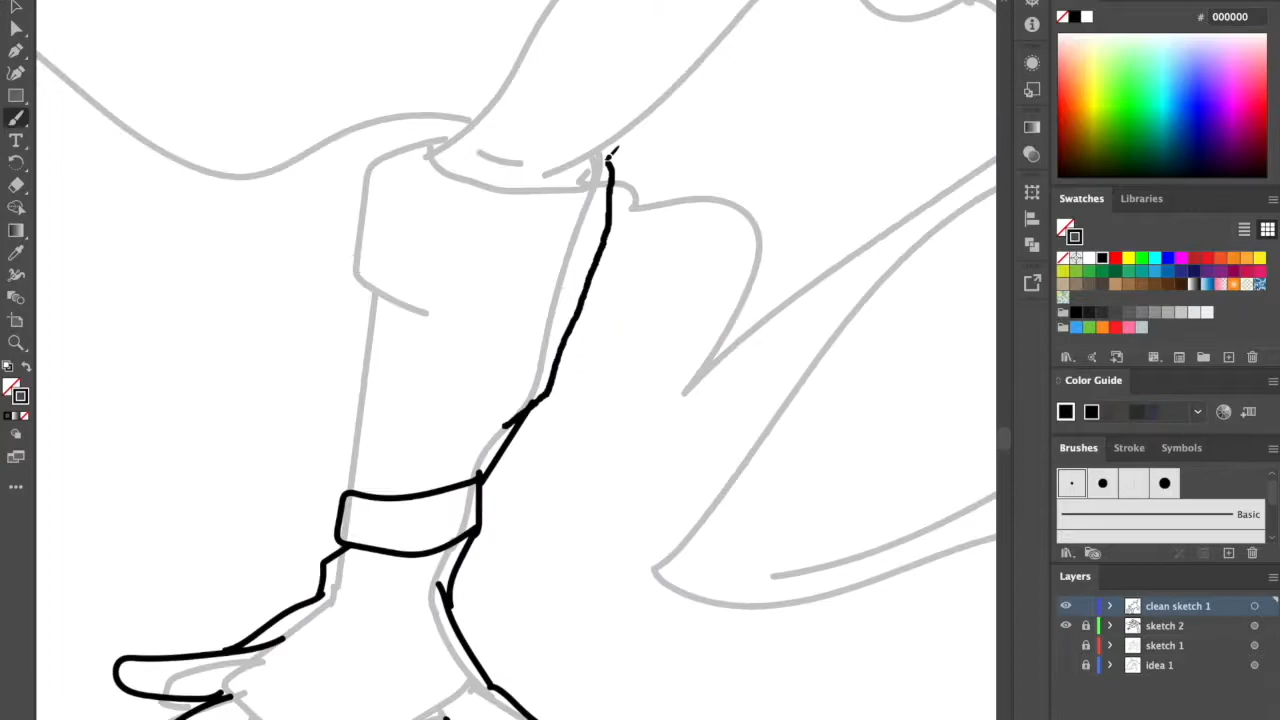 # 000000
Swatches Libraries
Color Guide
Brushes Stroke Symbols
Basic
Layers
clean sketch 1
sketch 2
sketch 1
idea 1